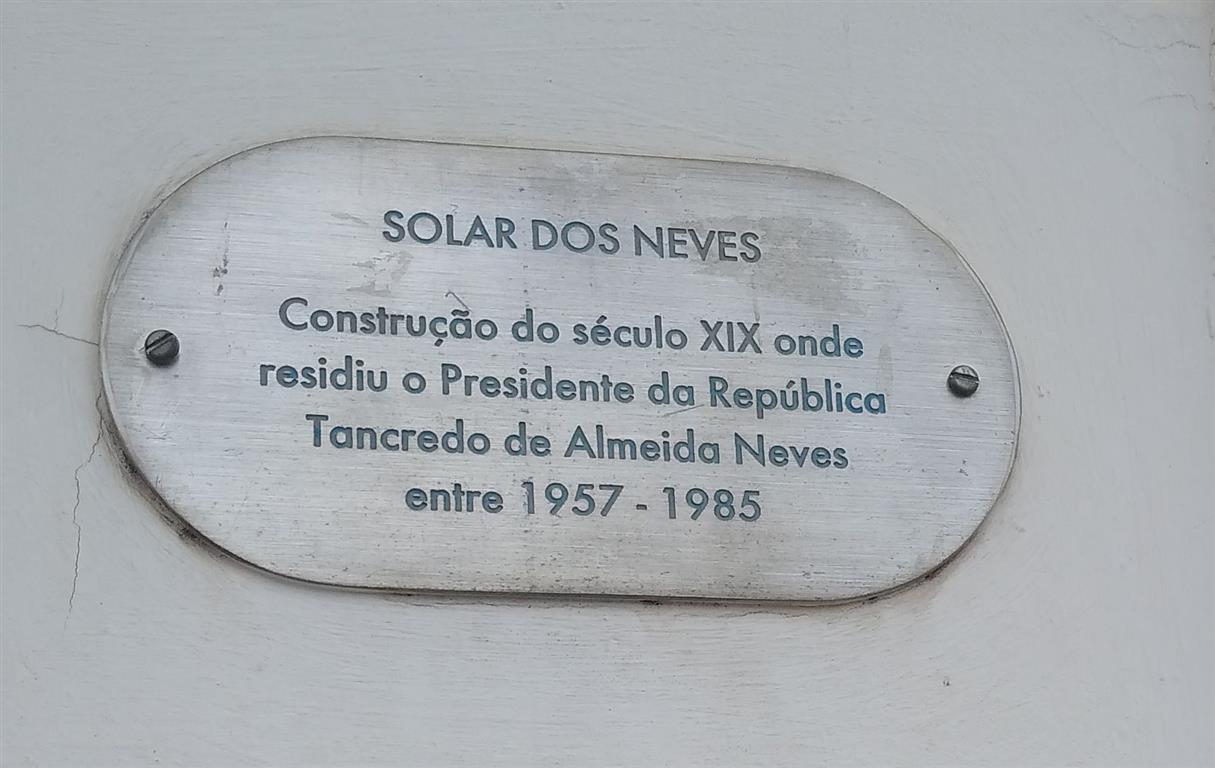 SOLAR DOS NEVES
Construção do século XIX onde
residiu o Presidente da República
Tancredo de Almeida Neves
entre 1957 - 1985